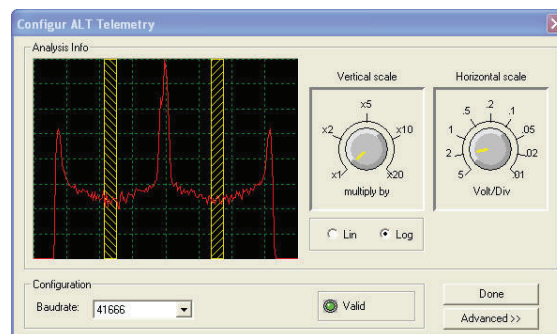 Configur ALT Telemetry
Analysis Info
Vertical scale
x1
x2
x5
x10
x20
multiply by
Horizontal scale
5
2
1
.5
.2
.1
.05
.02
.01
Volt/Div
Lin
Log
Configuration
Baudrate:
41666
Valid
Done
Advanced >>